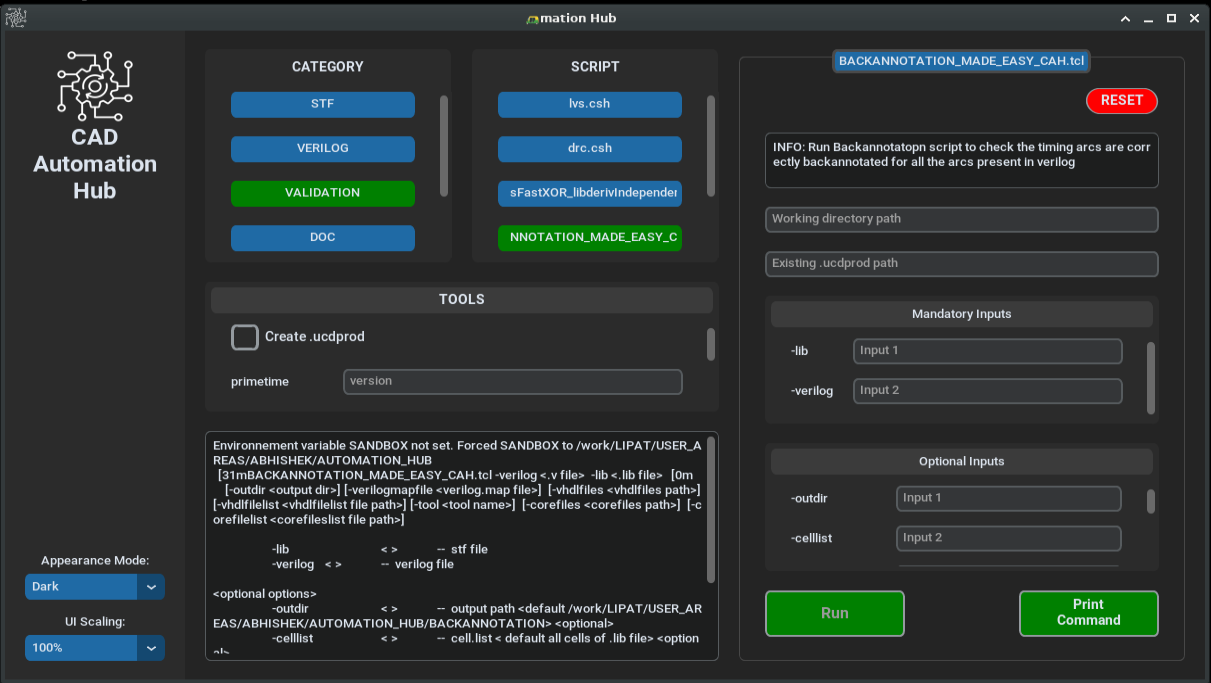 mation Hub
CAD
Automation
Hub
Appearance Mode:
Dark
UI Scaling:
100%
CATEGORY
STF
VERILOG
VALIDATION
DOC
SCRIPT
lvs.csh
drc.csh
sFastXOR_libderivIndepender
NNOTATION_MADE_EASY_C
TOOLS
Create .ucdprod
primetime version
Environnement variable SANDBOX not set. Forced SANDBOX to /work/LIPAT/USER_A
REAS/ABHISHEK/AUTOMATION_HUB
[31mBACKANNOTATION_MADE_EASY_CAH.tcl -verilog <.v file> -lib <.lib file> [0m
[-outdir <output dir>] [-verilogmapfile <verilog.map file>] [-vhdlfiles <vhdlfiles path>]
[-vhdlfilelist <vhdlfilelist file path>] [-tool <tool name>] [-corefiles <corefiles path>] [-c
orefilelist <corefileslist file path>]
-lib < > -- stf file
-verilog < > -- verilog file
<optional options>
-outdir < > -- output path <default /work/LIPAT/USER_AR
EAS/ABHISHEK/AUTOMATION_HUB/BACKANNOTATION> <optional>
-celllist < > -- cell.list < default all cells of .lib file> <option
al>
BACKANNOTATION_MADE_EASY_CAH.tcl
RESET
INFO: Run Backannotatopn script to check the timing arcs are corr
ectly backannotated for all the arcs present in verilog
Working directory path
Existing .ucdprod path
Mandatory Inputs
-lib Input 1
-verilog Input 2
Optional Inputs
-outdir Input 1
-celllist Input 2
Run
Print
Command